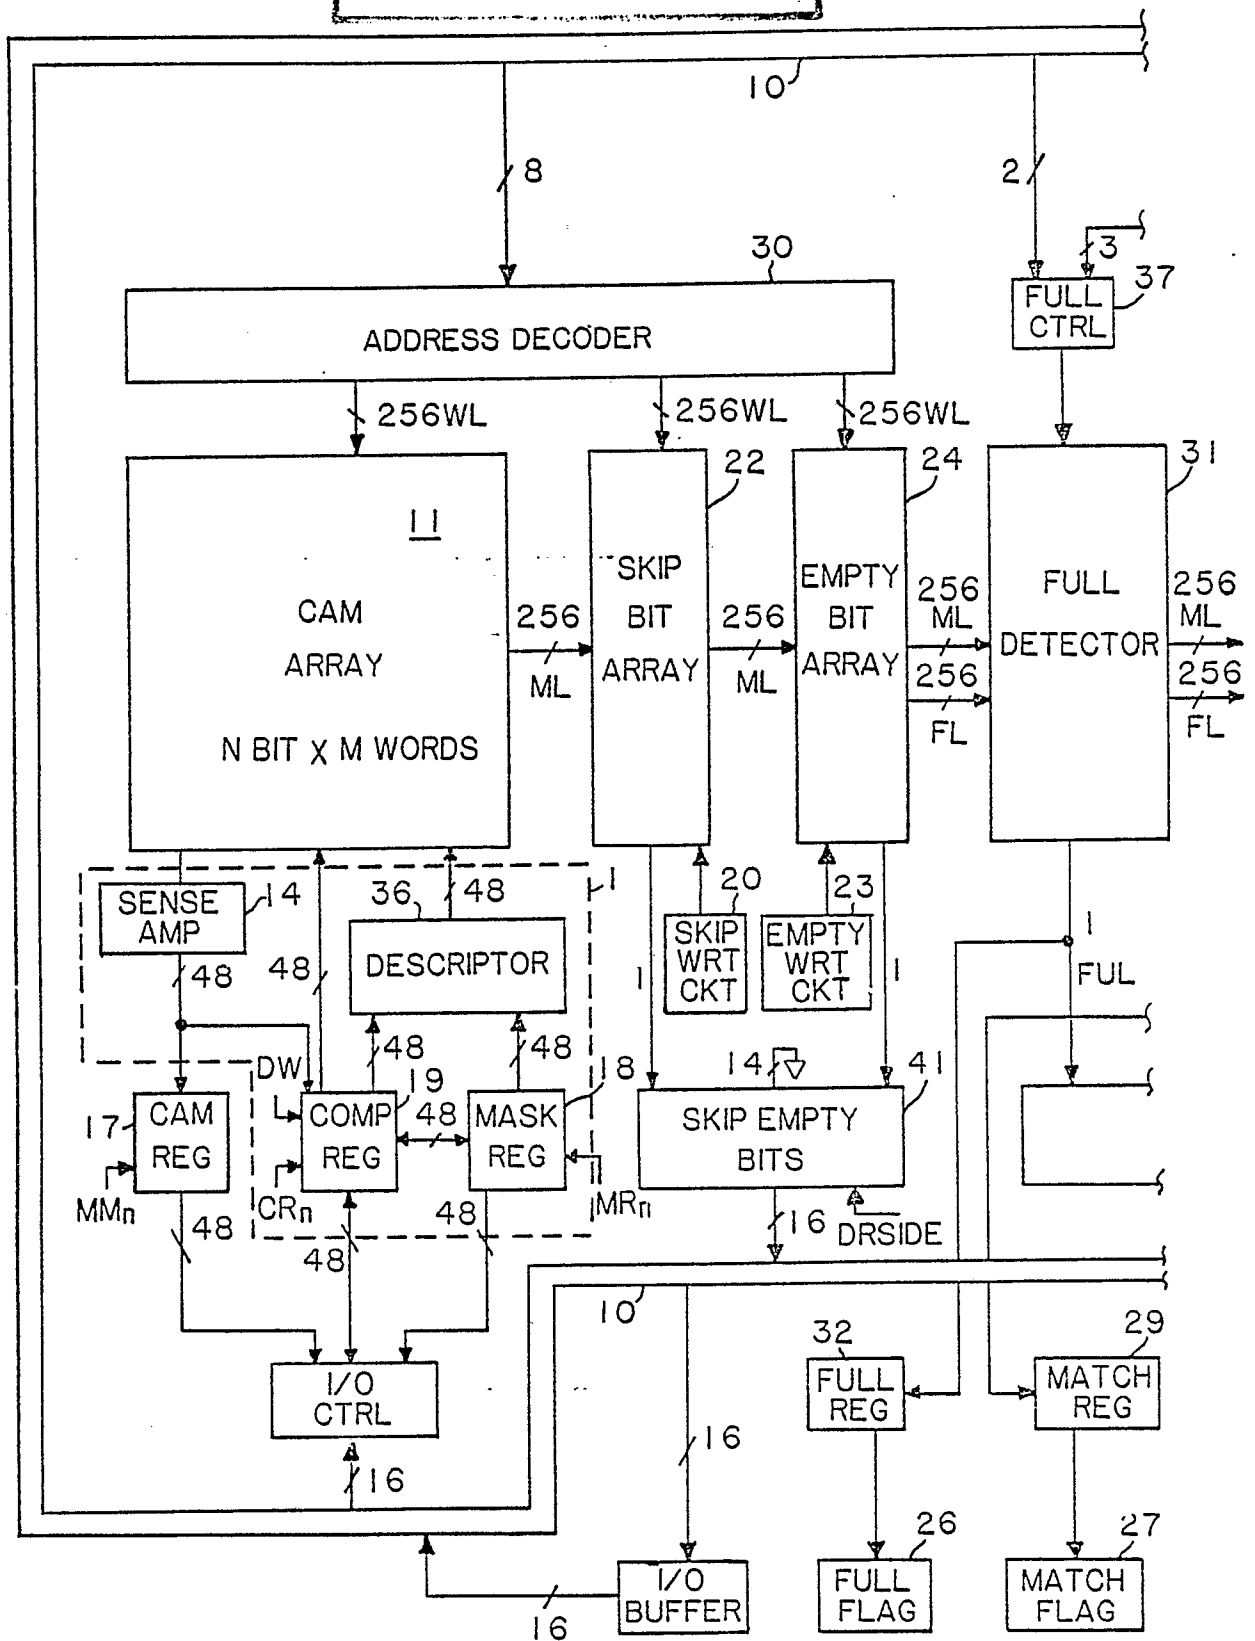 10
8
2
3
30
37
FULL
CTRL
ADDRESS DECODER
256WL
256WL
256WL
22
24
31
11
CAM
ARRAY
N BIT X M WORDS
256
ML
SKIP
BIT
ARRAY
256
ML
EMPTY
BIT
ARRAY
256
ML
256
FL
FULL
DETECTOR
256
ML
256
FL
SENSE
AMP
14
36
48
1
DESCRIPTOR
48
48
20
SKIP
WRT
CKT
23
EMPTY
WRT
CKT
1
1
1
FUL
48
48
DW
17
CAM
REG
MMn
19
COMP
REG
CRn
48
18
MASK
REG
MRn
14
41
SKIP EMPTY
BITS
16
DRSIDE
48
48
48
10
I/O
CTRL
16
16
32
FULL
REG
29
MATCH
REG
16
I/O
BUFFER
26
FULL
FLAG
27
MATCH
FLAG